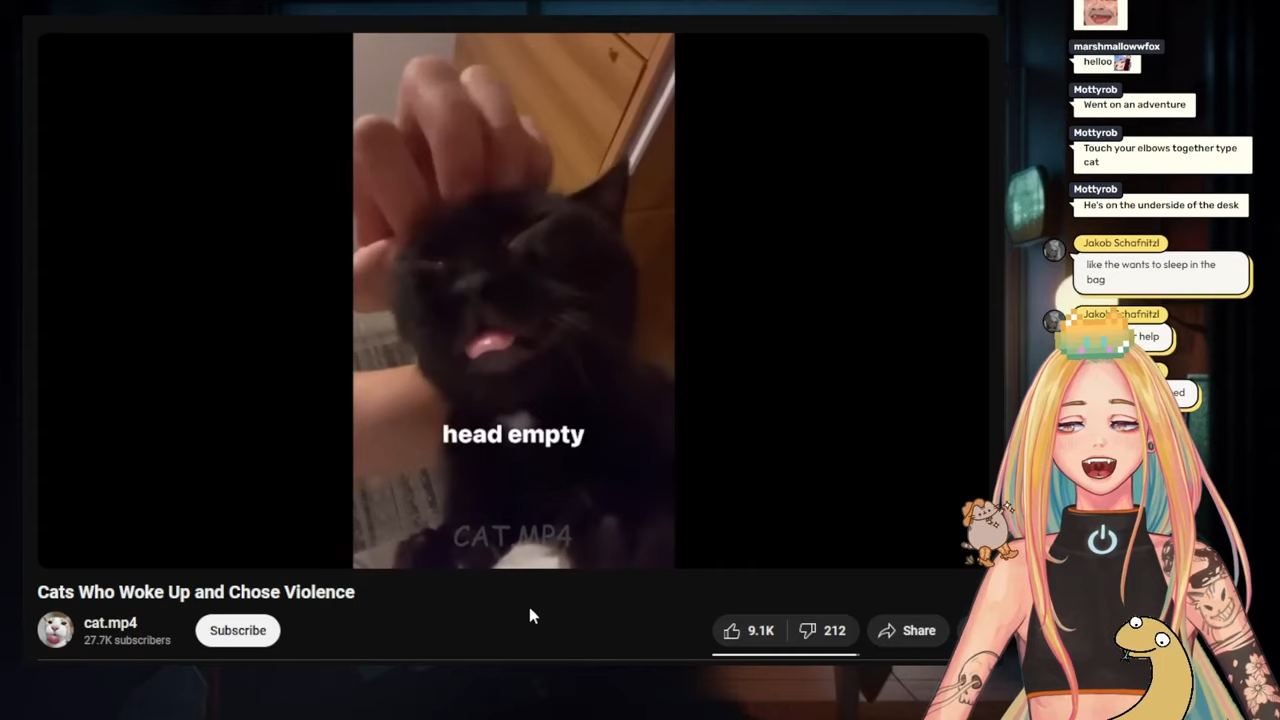 head empty
CAT.MP4
Cats Who Woke Up and Chose Violence
cat.mp4
27.7K subscribers
Subscribe
9.1K
212
Share
marshmallowwfox
helloo
Mottyrob
Went on an adventure
Mottyrob
Touch your elbows together type
cat
Mottyrob
He's on the underside of the desk
Jakob Schafnitzl
like the wants to sleep in the
bag
Jakob Schafnitzl
help